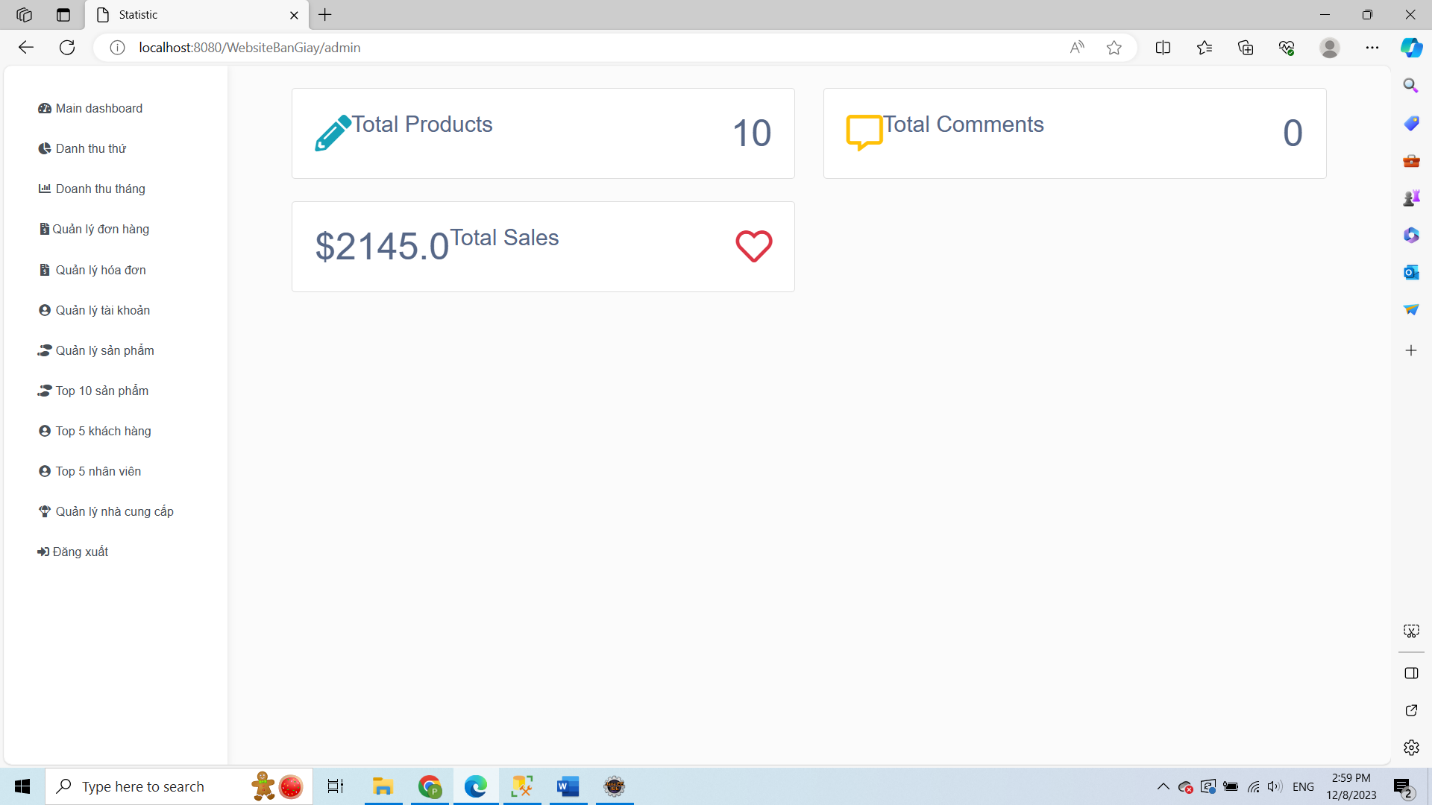 Statistic
localhost:8080/WebsiteBanGiay/admin
Main dashboard
Danh thu thứ
Doanh thu tháng
Quản lý đơn hàng
Quản lý hóa đơn
Quản lý tài khoản
Quản lý sản phẩm
Top 10 sản phẩm
Top 5 khách hàng
Top 5 nhân viên
Quản lý nhà cung cấp
Đăng xuất
Total Products 10
Total Comments 0
$2145.0 Total Sales
Type here to search
ENG
2:59 PM
12/8/2023
2